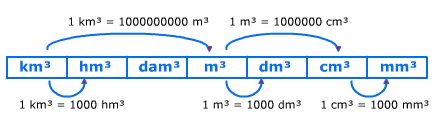 1 km³ = 1000000000 m³ 1 m³ = 1000000 cm³
km³ hm³ dam³ m³ dm³ cm³ mm³
1 km³ = 1000 hm³ 1 m³ = 1000 dm³ 1 cm³ = 1000 mm³